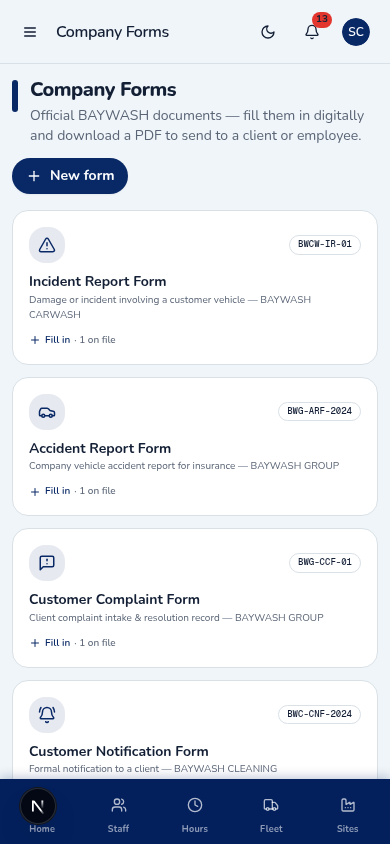 Company Forms
13
SC
Company Forms
Official BAYWASH documents — fill them in digitally
and download a PDF to send to a client or employee.
New form
BWCW-IR-01
Incident Report Form
Damage or incident involving a customer vehicle — BAYWASH
CARWASH
Fill in · 1 on file
BWG-ARF-2024
Accident Report Form
Company vehicle accident report for insurance — BAYWASH GROUP
Fill in · 1 on file
BWG-CCF-01
Customer Complaint Form
Client complaint intake & resolution record — BAYWASH GROUP
Fill in · 1 on file
BWC-CNF-2024
Customer Notification Form
Formal notification to a client — BAYWASH CLEANING
N
Home
Staff
Hours
Fleet
Sites